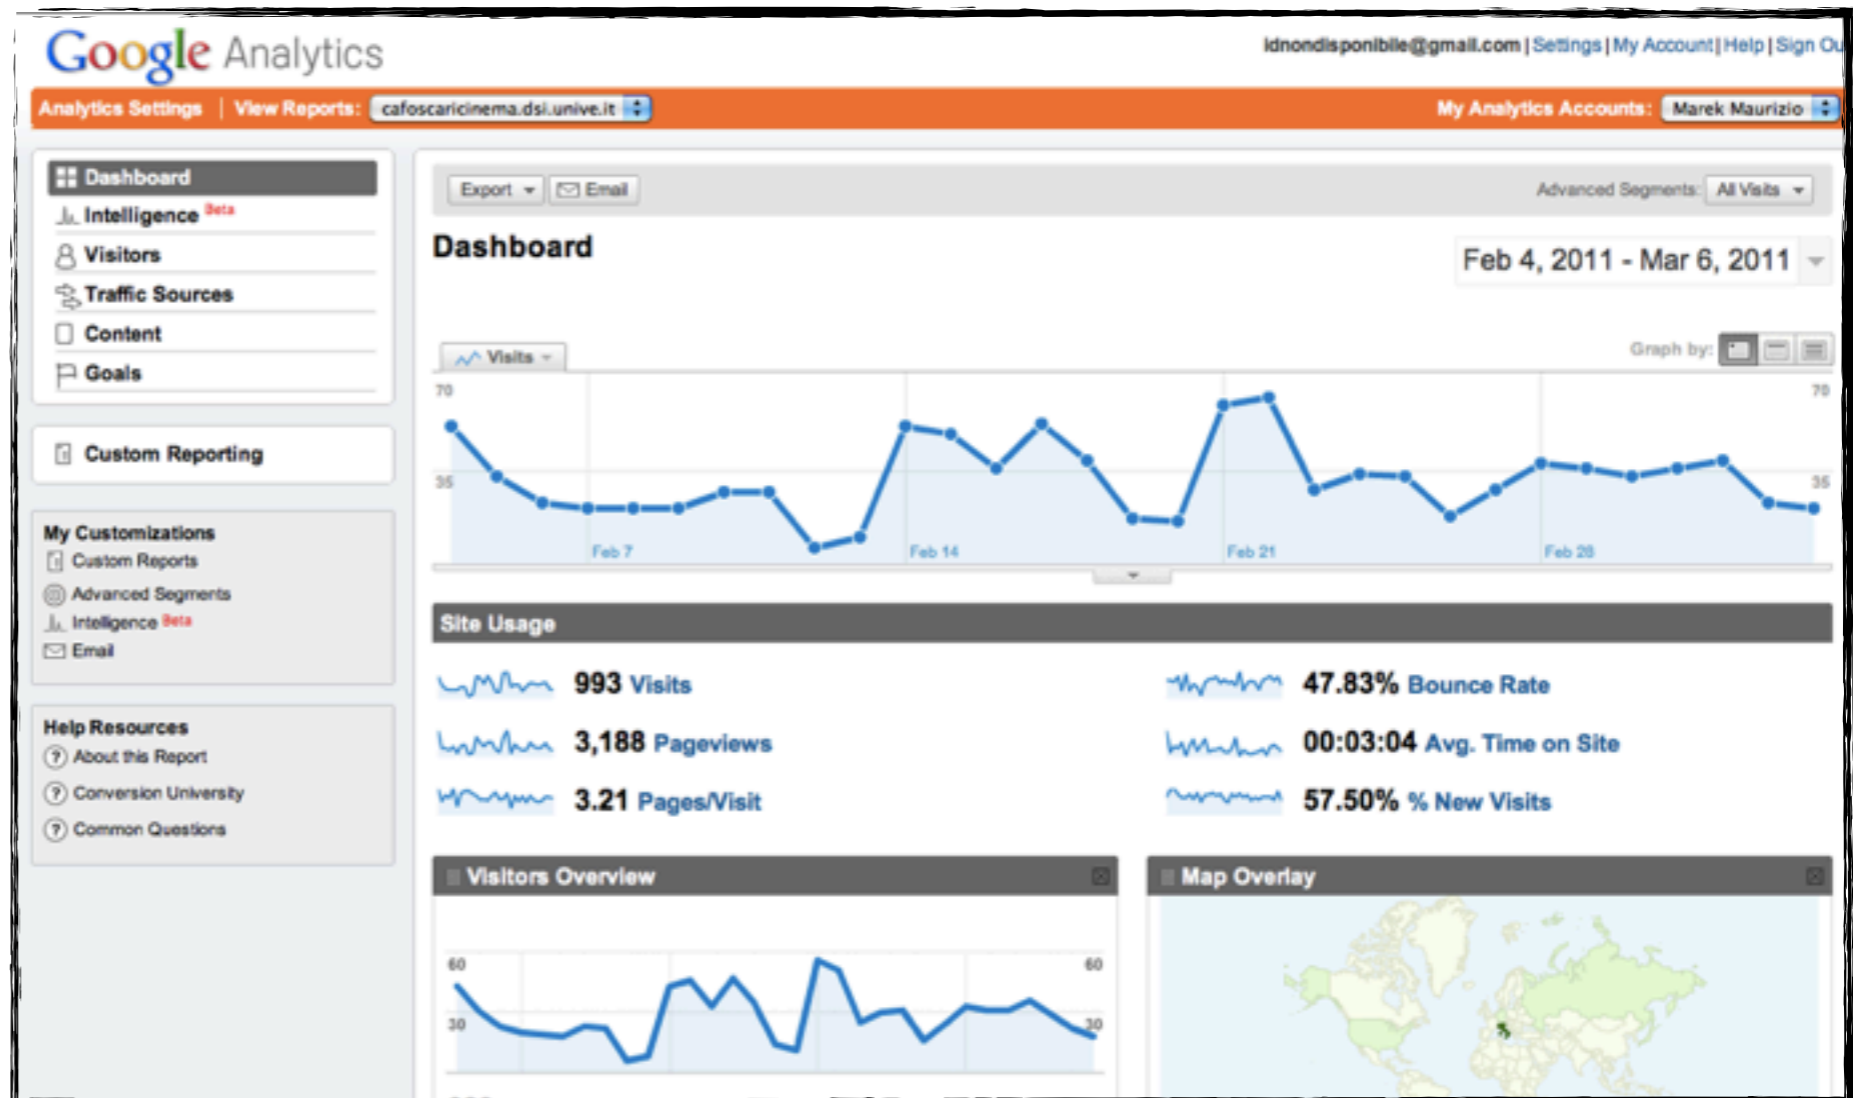 Google Analytics
idnondisponibile@gmail.com | Settings | My Account | Help | Sign Ou
Analytics Settings | View Reports: cafoscaricinema.dsi.unive.it
My Analytics Accounts: Marek Maurizio
Dashboard
Intelligence Beta
Visitors
Traffic Sources
Content
Goals
Custom Reporting
My Customizations
Custom Reports
Advanced Segments
Intelligence Beta
Email
Help Resources
About this Report
Conversion University
Common Questions
Export Email
Advanced Segments: All Visits
Dashboard
Feb 4, 2011 - Mar 6, 2011
Visits
Graph by:
70 70
35 35
Feb 7 Feb 14 Feb 21 Feb 28
Site Usage
993 Visits
47.83% Bounce Rate
3,188 Pageviews
00:03:04 Avg. Time on Site
3.21 Pages/Visit
57.50% % New Visits
Visitors Overview
Map Overlay
60 60
30 30